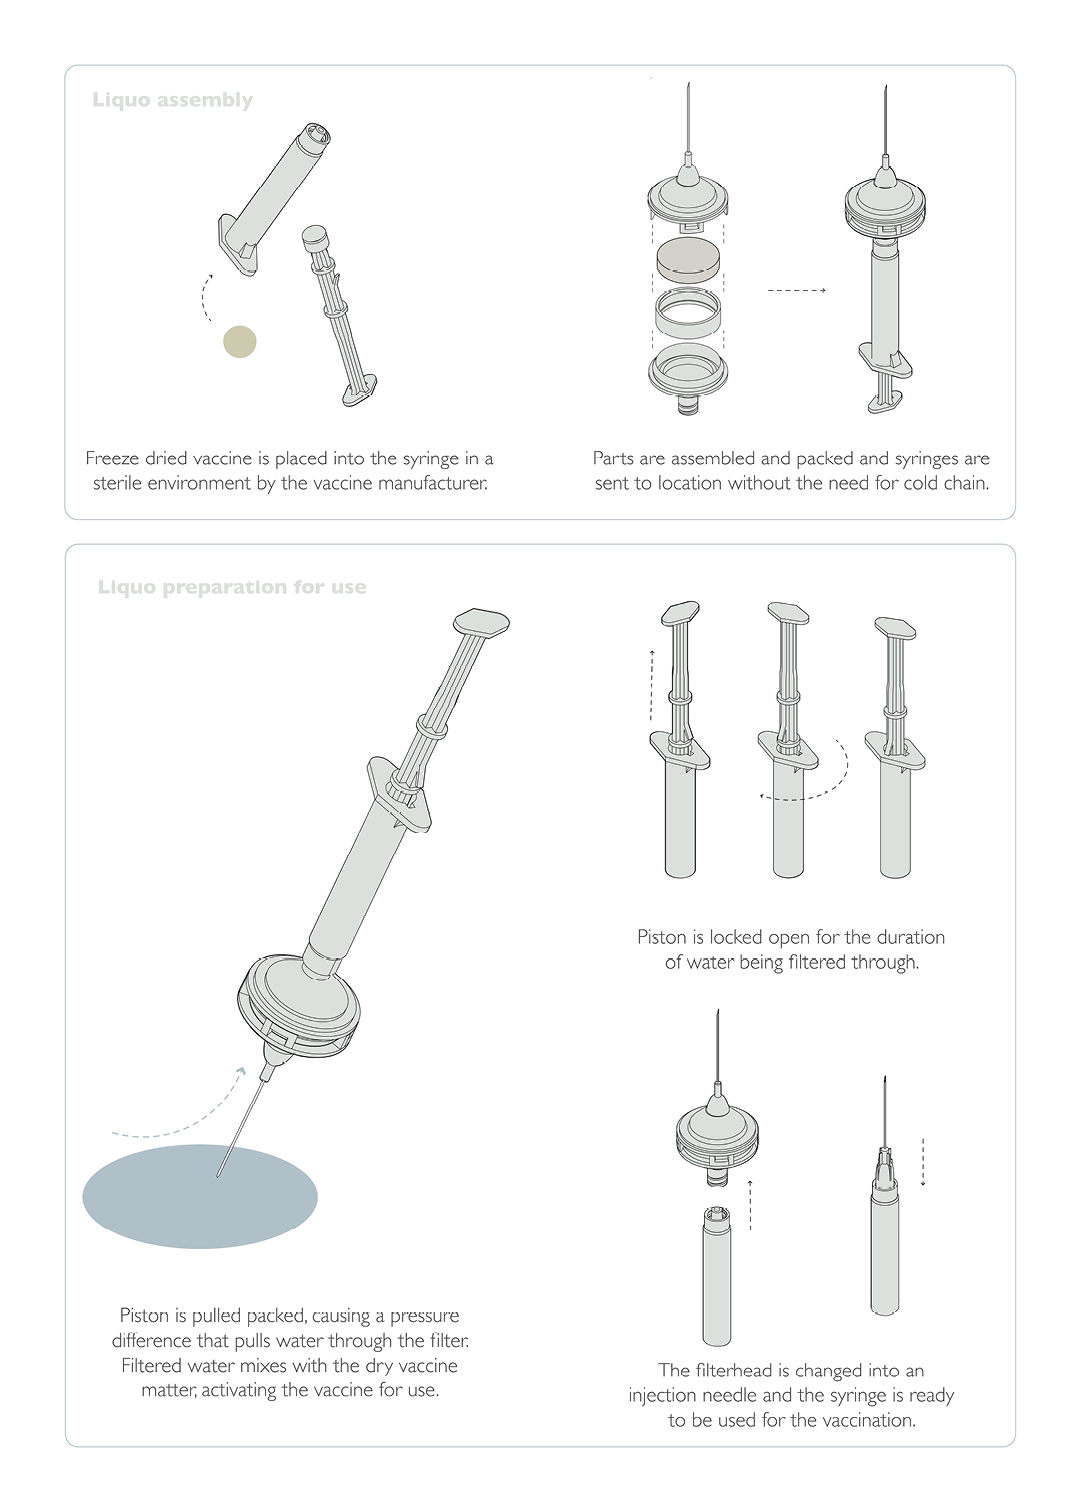 Liquo assembly
Freeze dried vaccine is placed into the syringe in a
sterile environment by the vaccine manufacturer.
Parts are assembled and packed and syringes are
sent to location without the need for cold chain.
Liquo preparation for use
Piston is locked open for the duration
of water being filtered through.
Piston is pulled packed, causing a pressure
difference that pulls water through the filter.
Filtered water mixes with the dry vaccine
matter, activating the vaccine for use.
The filterhead is changed into an
injection needle and the syringe is ready
to be used for the vaccination.